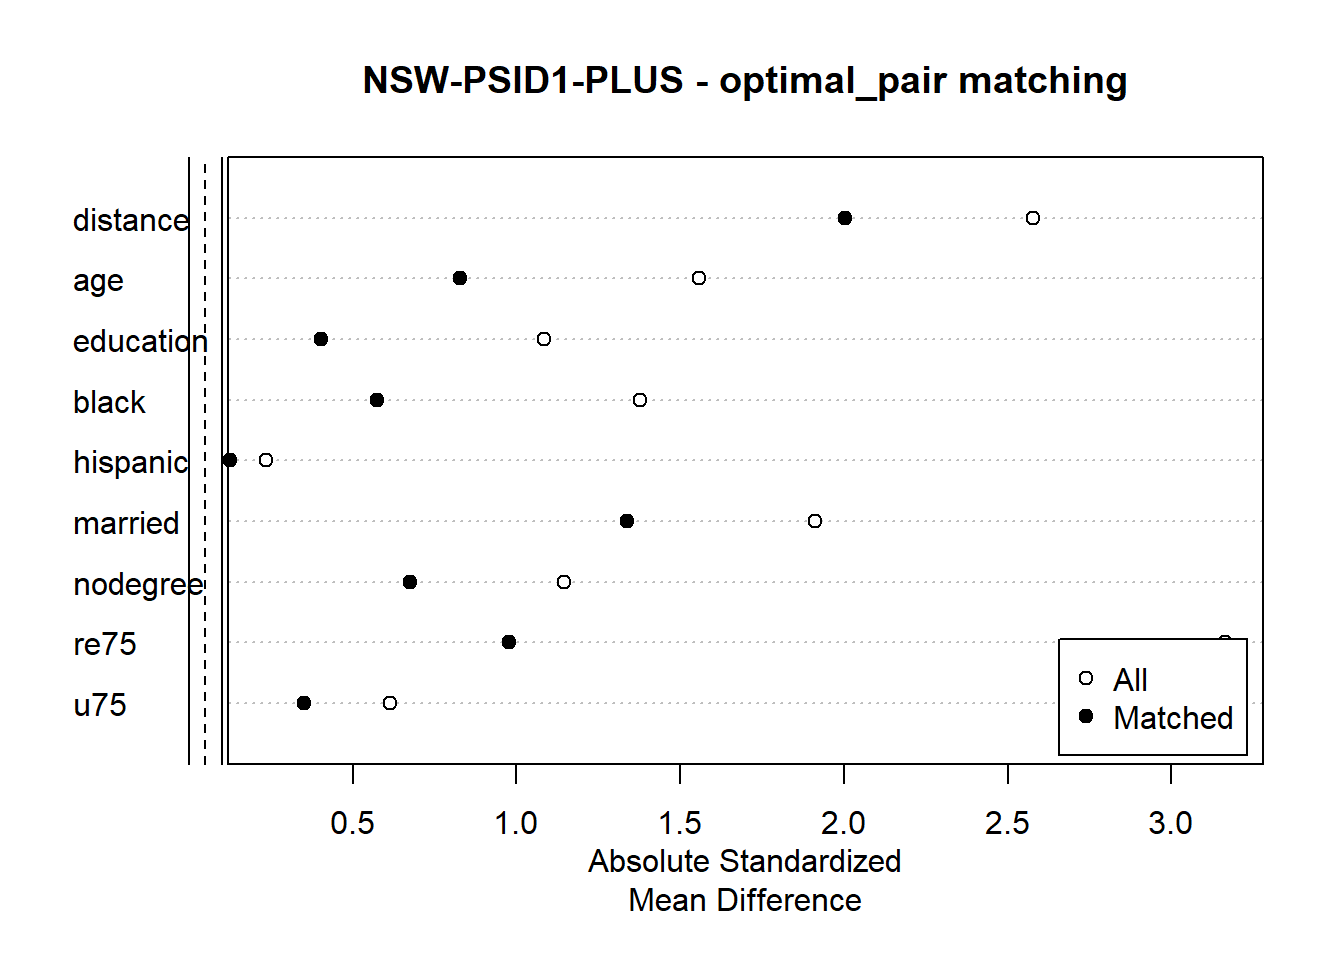 NSW-PSID1-PLUS - optimal_pair matching
distance
age
education
black
hispanic
married
nodegree
re75
u75
All
Matched
0.5 1.0 1.5 2.0 2.5 3.0
Absolute Standardized
Mean Difference